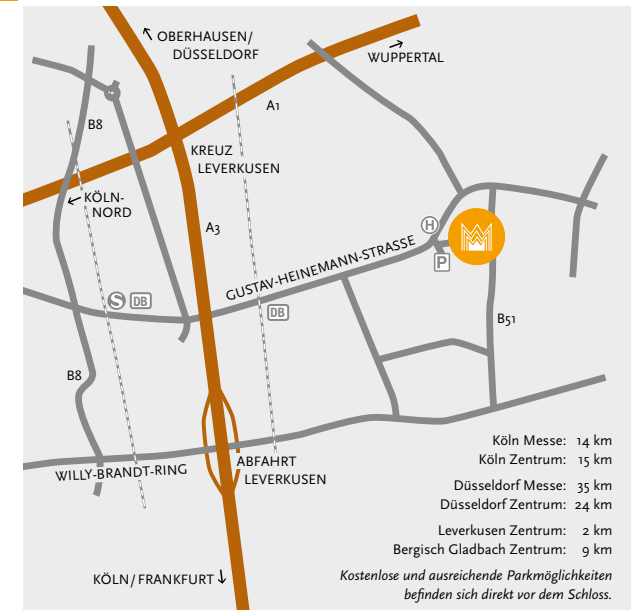 OBERHAUSEN/
DÜSSELDORF
WUPPERTAL
A1
B8
KREUZ
LEVERKUSEN
KÖLN-
NORD
A3
H
GUSTAV-HEINEMANN-STRASSE
P
S DB
DB
B51
B8
ABFAHRT
LEVERKUSEN
WILLY-BRANDT-RING
KÖLN/FRANKFURT
Köln Messe: 14 km
Köln Zentrum: 15 km
Düsseldorf Messe: 35 km
Düsseldorf Zentrum: 24 km
Leverkusen Zentrum: 2 km
Bergisch Gladbach Zentrum: 9 km
Kostenlose und ausreichende Parkmöglichkeiten
befinden sich direkt vor dem Schloss.